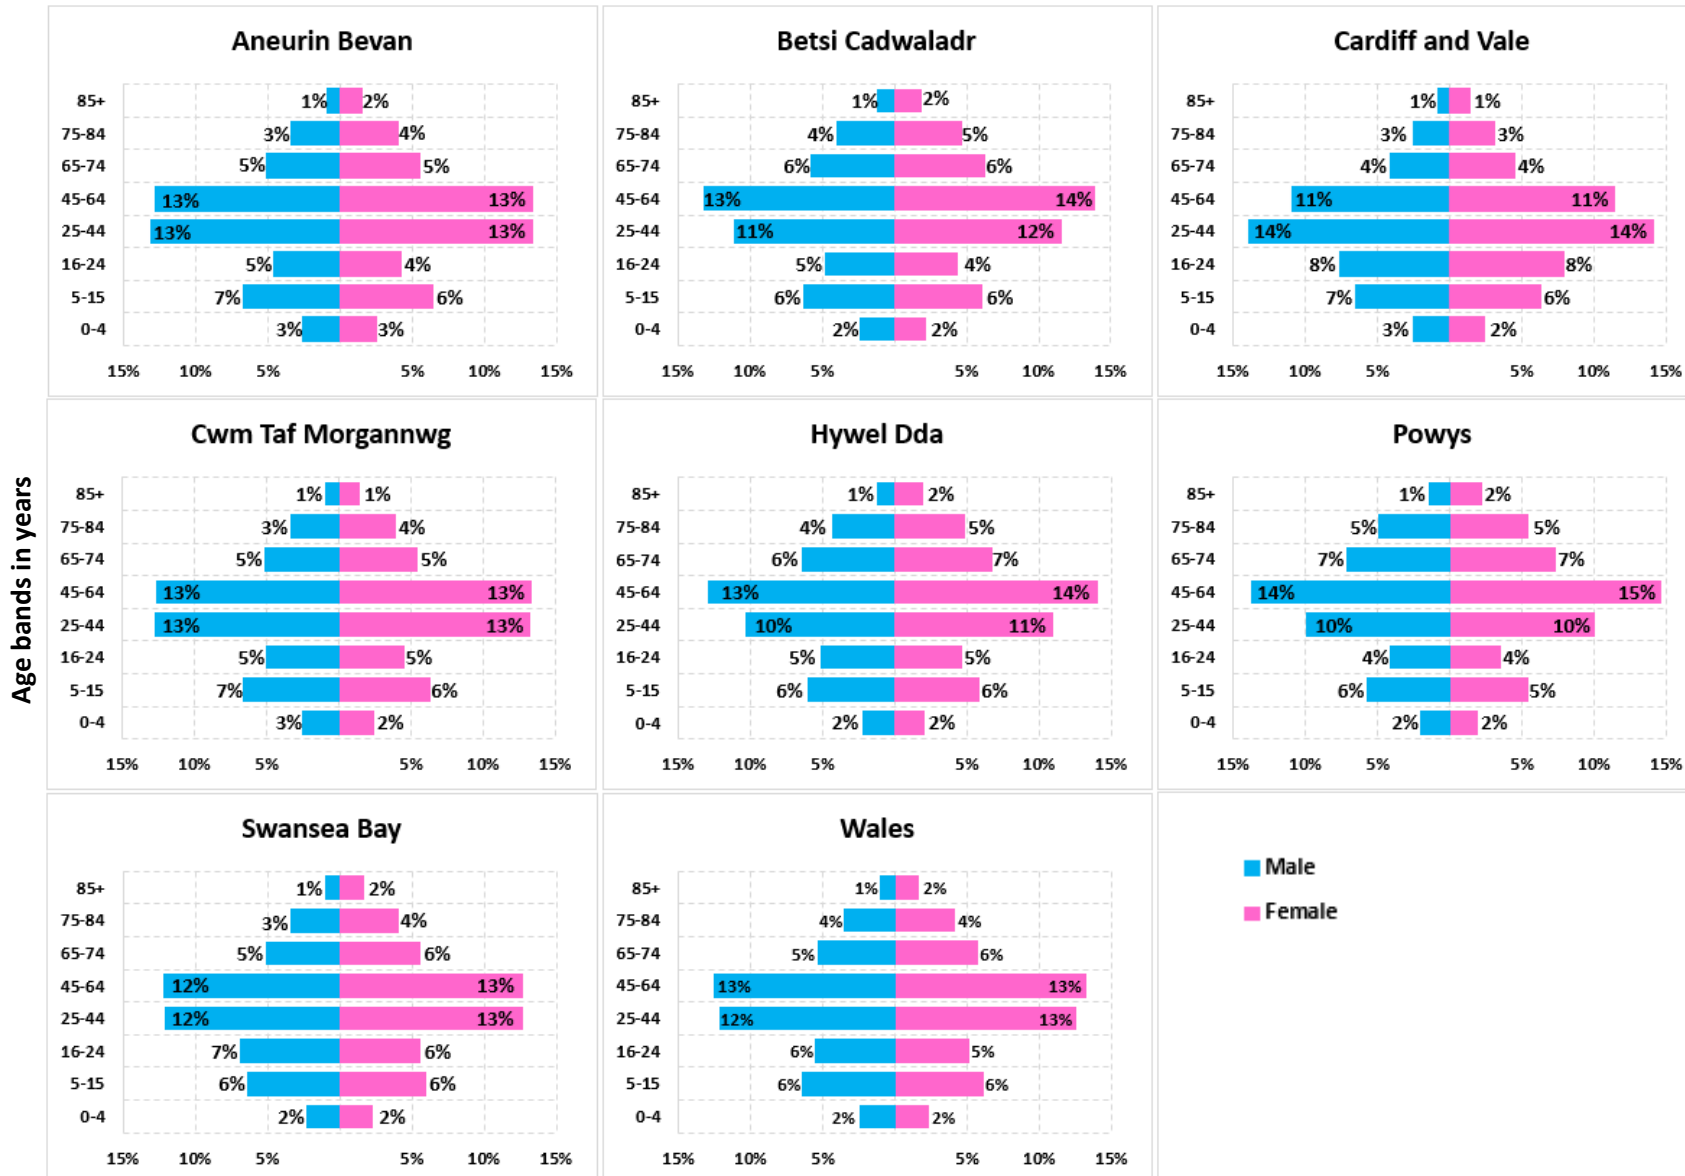 Age bands in years
Aneurin Bevan
85+ 1% 2%
75-84 3% 4%
65-74 5% 5%
45-64 13% 13%
25-44 13% 13%
16-24 5% 4%
5-15 7% 6%
0-4 3% 3%
15% 10% 5% 5% 10% 15%
Betsi Cadwaladr
85+ 1% 2%
75-84 4% 5%
65-74 6% 6%
45-64 13% 14%
25-44 11% 12%
16-24 5% 4%
5-15 6% 6%
0-4 2% 2%
15% 10% 5% 5% 10% 15%
Cardiff and Vale
85+ 1% 1%
75-84 3% 3%
65-74 4% 4%
45-64 11% 11%
25-44 14% 14%
16-24 8% 8%
5-15 7% 6%
0-4 3% 2%
15% 10% 5% 5% 10% 15%
Cwm Taf Morgannwg
85+ 1% 1%
75-84 3% 4%
65-74 5% 5%
45-64 13% 13%
25-44 13% 13%
16-24 5% 5%
5-15 7% 6%
0-4 3% 2%
15% 10% 5% 5% 10% 15%
Hywel Dda
85+ 1% 2%
75-84 4% 5%
65-74 6% 7%
45-64 13% 14%
25-44 10% 11%
16-24 5% 5%
5-15 6% 6%
0-4 2% 2%
15% 10% 5% 5% 10% 15%
Powys
85+ 1% 2%
75-84 5% 5%
65-74 7% 7%
45-64 14% 15%
25-44 10% 10%
16-24 4% 4%
5-15 6% 5%
0-4 2% 2%
15% 10% 5% 5% 10% 15%
Swansea Bay
85+ 1% 2%
75-84 3% 4%
65-74 5% 6%
45-64 12% 13%
25-44 12% 13%
16-24 7% 6%
5-15 6% 6%
0-4 2% 2%
15% 10% 5% 5% 10% 15%
Wales
85+ 1% 2%
75-84 4% 4%
65-74 5% 6%
45-64 13% 13%
25-44 12% 13%
16-24 6% 5%
5-15 6% 6%
0-4 2% 2%
15% 10% 5% 5% 10% 15%
Male
Female